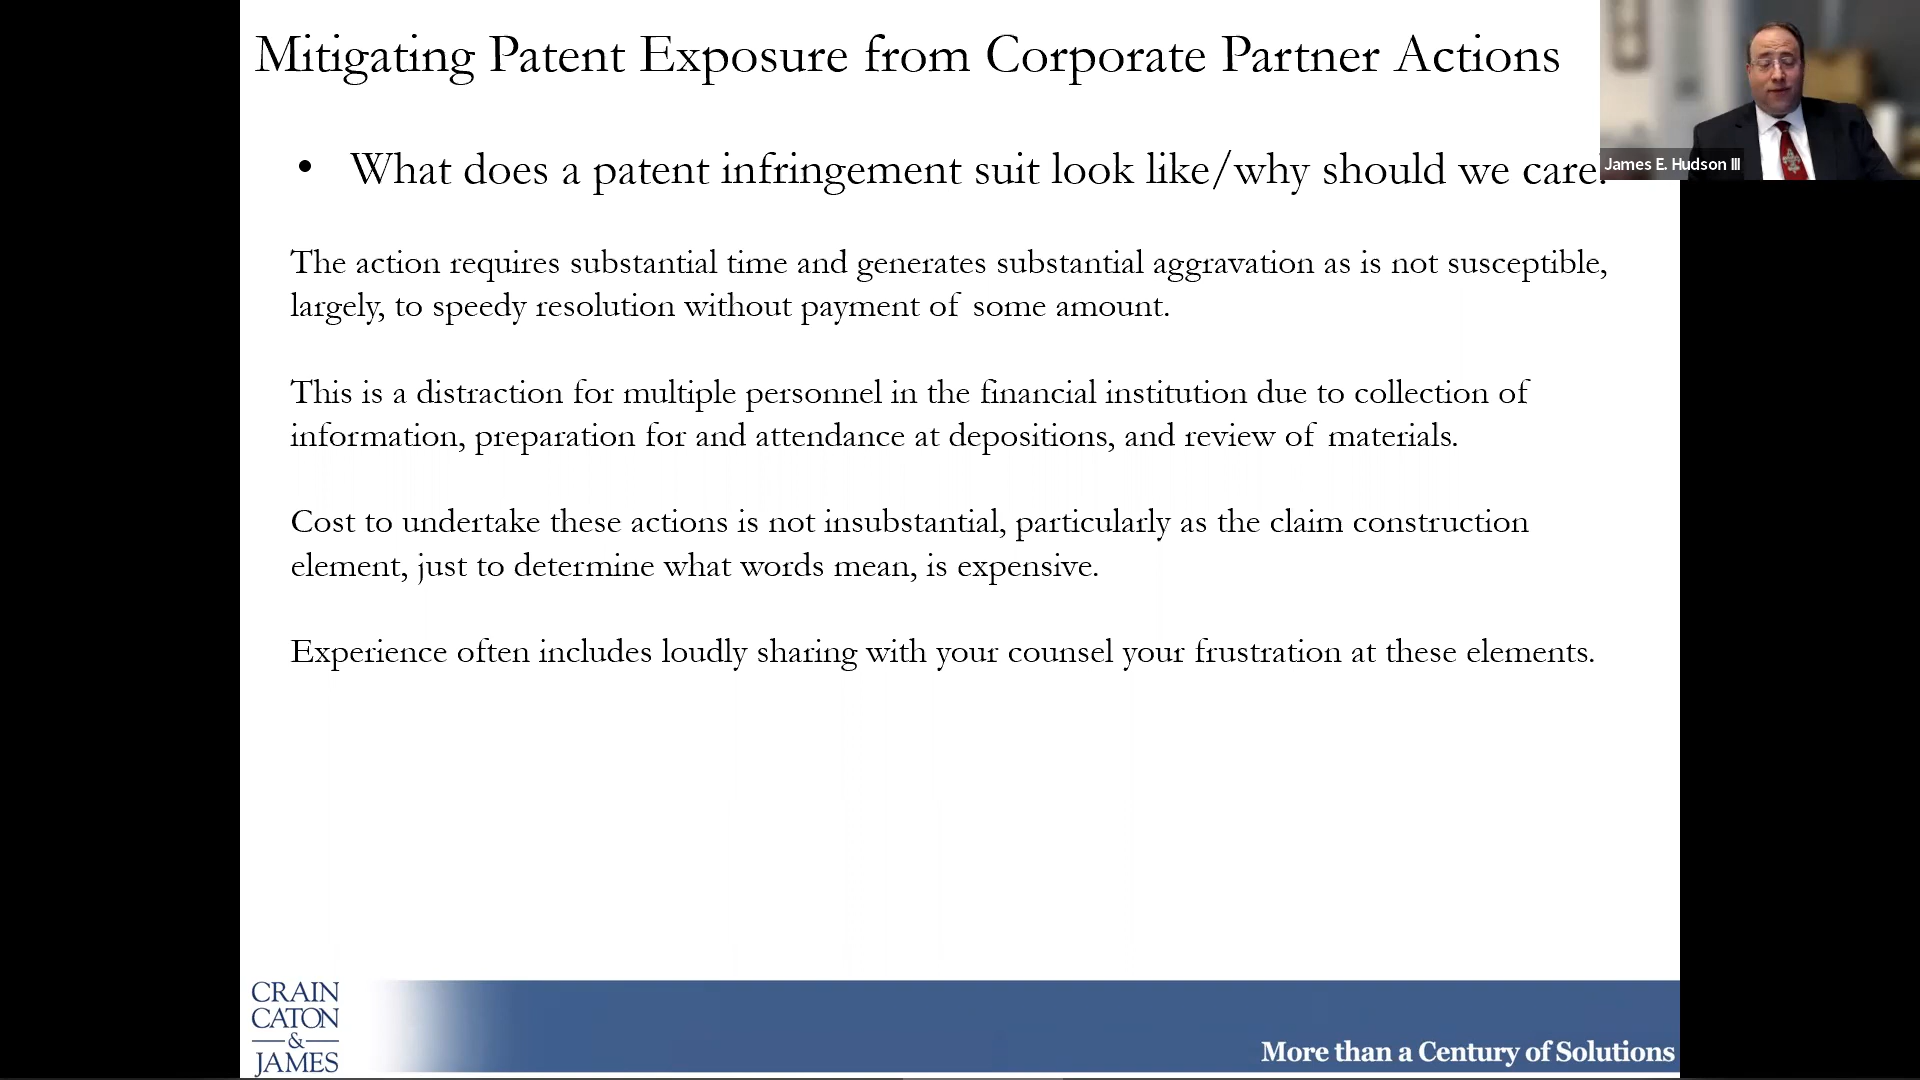 Mitigating Patent Exposure from Corporate Partner Actions
• What does a patent infringement suit look like/why should we care.
The action requires substantial time and generates substantial aggravation as is not susceptible,
largely, to speedy resolution without payment of some amount.
This is a distraction for multiple personnel in the financial institution due to collection of
information, preparation for and attendance at depositions, and review of materials.
Cost to undertake these actions is not insubstantial, particularly as the claim construction
element, just to determine what words mean, is expensive.
Experience often includes loudly sharing with your counsel your frustration at these elements.
James E. Hudson III
CRAIN
CATON
&
JAMES
More than a Century of Solutions